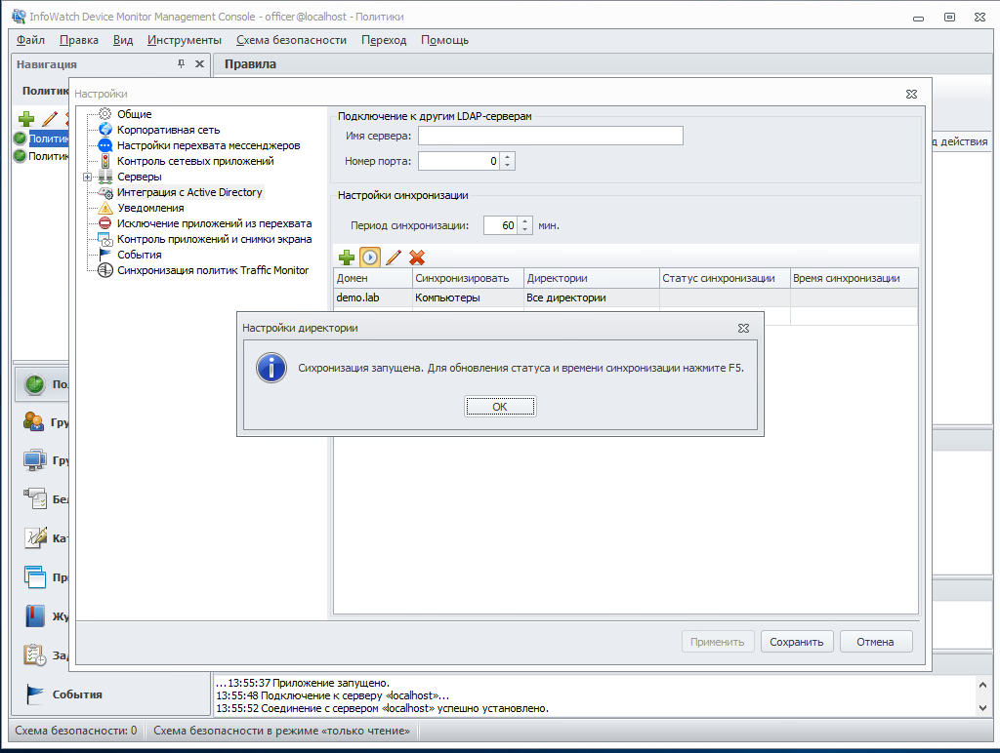 InfoWatch Device Monitor Management Console - officer@localhost - Политики
Файл Правка Вид Инструменты Схема безопасности Переход Помощь
Навигация
Правила
Политик
Настройки
Политик
Политик
д действия
Общие
Корпоративная сеть
Настройки перехвата мессенджеров
Контроль сетевых приложений
Серверы
Интеграция с Active Directory
Уведомления
Исключение приложений из перехвата
Контроль приложений и снимки экрана
События
Синхронизация политик Traffic Monitor
Подключение к другим LDAP-серверам
Имя сервера:
Номер порта: 0
Настройки синхронизации
Период синхронизации: 60 мин.
Домен Синхронизировать Директории Статус синхронизации Время синхронизации
demo.lab Компьютеры Все директории
Настройки директории
Сихронизация запущена. Для обновления статуса и времени синхронизации нажмите F5.
OK
По
Гру
Гру
Бел
Кат
При
Жу
Зад
События
Применить Сохранить Отмена
...13:55:37 Приложение запущено.
13:55:48 Подключение к серверу «localhost»...
13:55:52 Соединение с сервером «localhost» успешно установлено.
Схема безопасности: 0 Схема безопасности в режиме «только чтение»